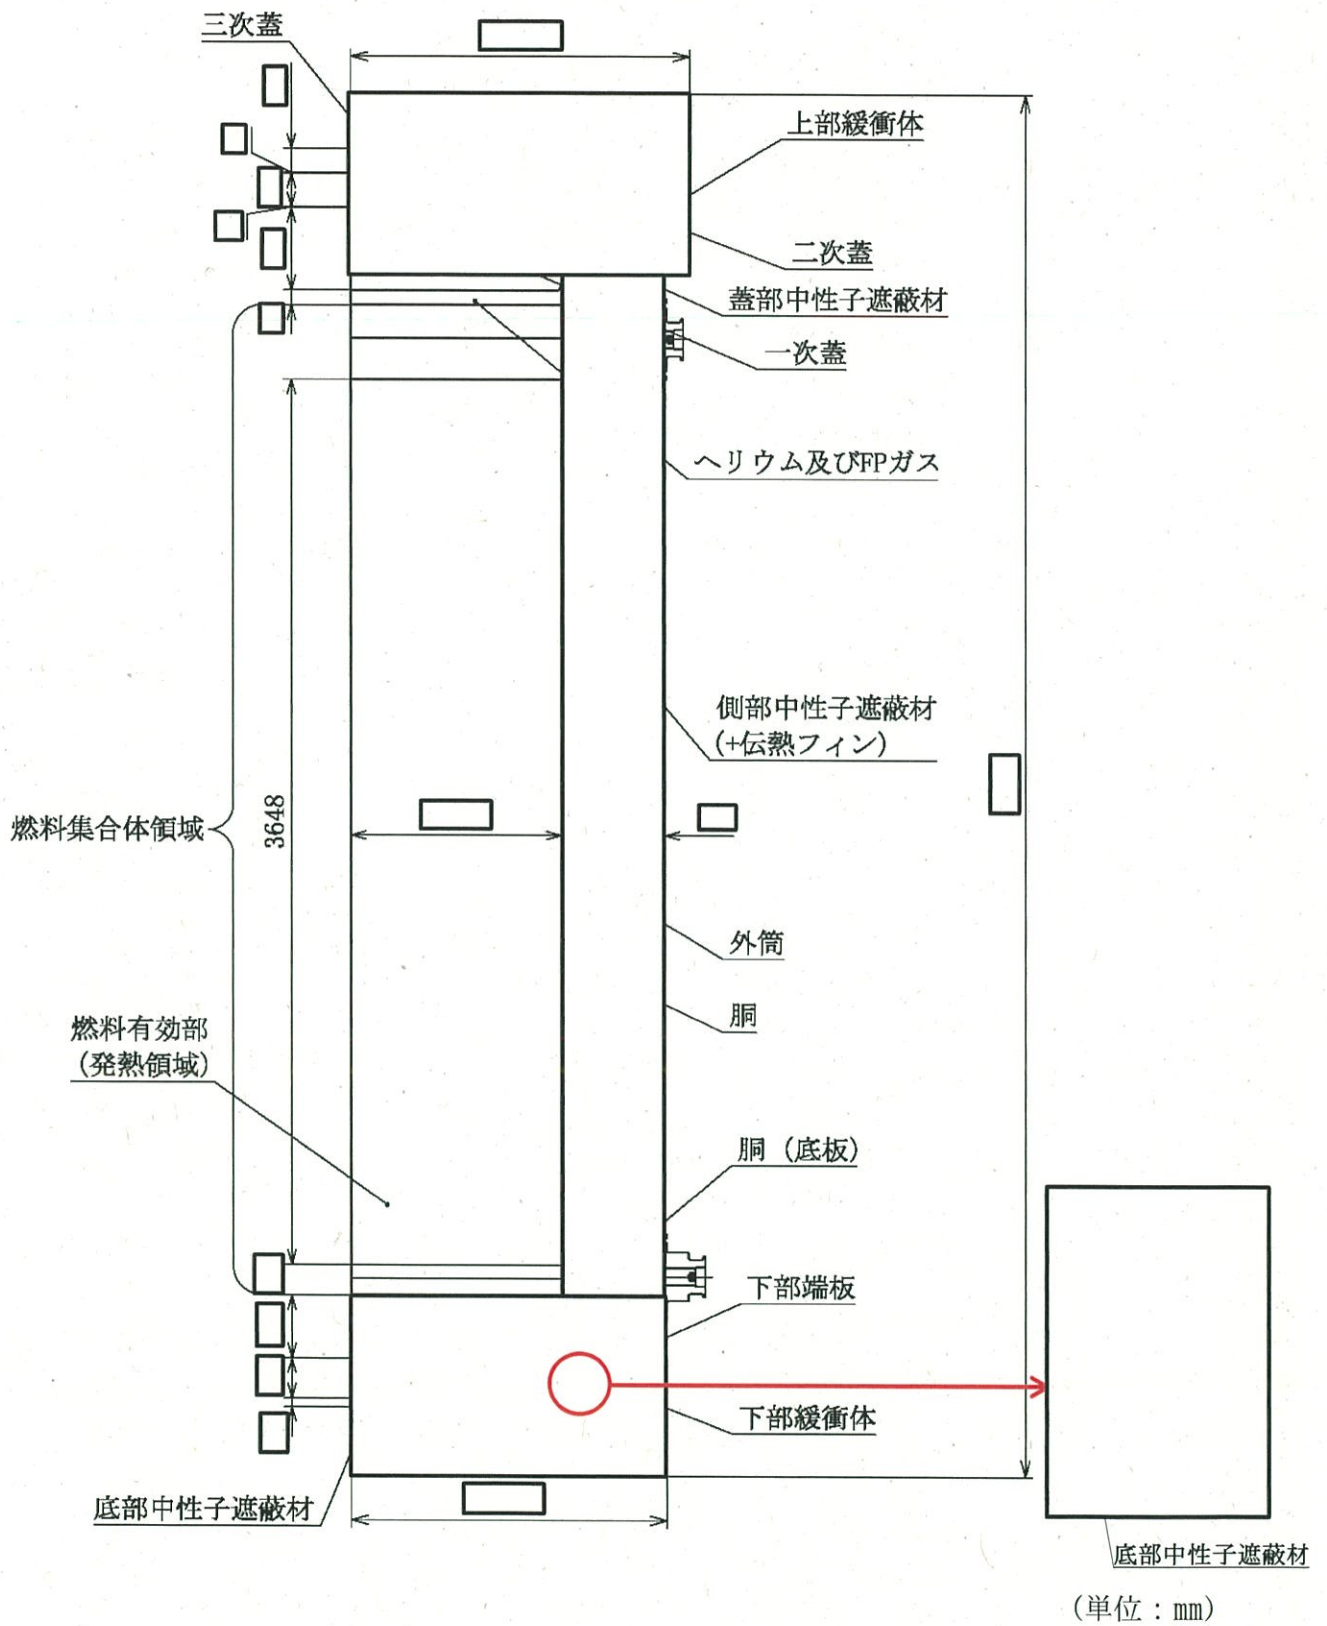 三次蓋
上部緩衝体
二次蓋
蓋部中性子遮蔽材
一次蓋
ヘリウム及びFPガス
側部中性子遮蔽材
(+伝熱フィン)
燃料集合体領域
3648
外筒
胴
燃料有効部
(発熱領域)
胴（底板）
下部端板
下部緩衝体
底部中性子遮蔽材
底部中性子遮蔽材
(単位：mm)